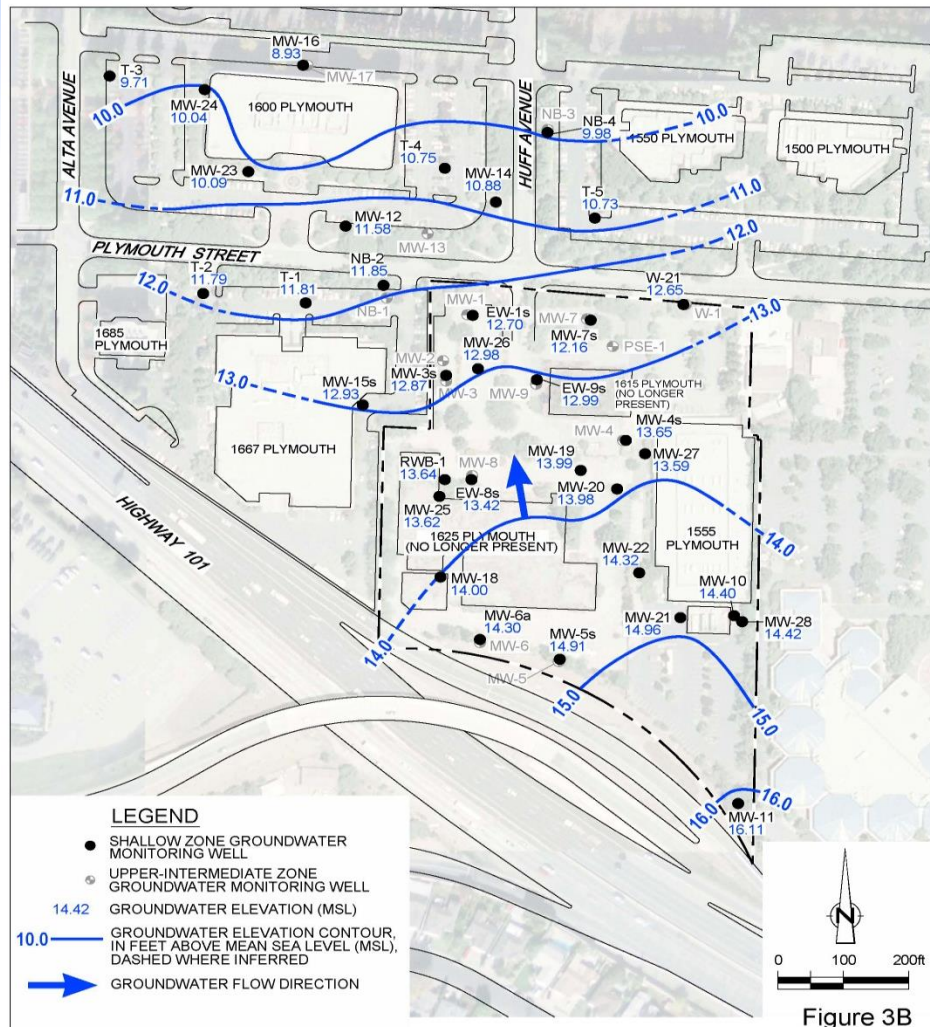 MW-16
8.93
MW-17
T-3
9.71
ALTA AVENUE
10.0
MW-24
10.04
1600 PLYMOUTH
HUFF AVENUE
NB-3
NB-4
9.98
10.0
1550 PLYMOUTH
1500 PLYMOUTH
MW-23
10.09
T-4
10.75
MW-14
10.88
T-5
10.73
11.0
11.0
MW-12
11.58
MW-13
12.0
PLYMOUTH STREET
T-2
11.79
T-1
11.81
NB-2
11.85
NB-1
12.0
W-21
12.65
W-1
MW-1
EW-1s
12.70
MW-7
MW-7s
12.16
PSE-1
13.0
1685
PLYMOUTH
MW-2
MW-26
12.98
MW-3s
12.87
MW-3
MW-9
EW-9s
12.99
1615 PLYMOUTH
(NO LONGER
PRESENT)
13.0
MW-15s
12.93
1667 PLYMOUTH
MW-4
MW-4s
13.65
MW-27
13.59
MW-19
13.99
MW-20
13.98
RWB-1
13.64
MW-8
EW-8s
13.42
MW-25
13.62
1625 PLYMOUTH
(NO LONGER PRESENT)
1555
PLYMOUTH
14.0
HIGHWAY 101
MW-22
14.32
MW-18
14.00
MW-10
14.40
MW-21
14.96
MW-28
14.42
MW-6a
14.30
MW-6
MW-5s
14.91
MW-5
14.0
15.0
15.0
16.0
16.0
MW-11
16.11
LEGEND
SHALLOW ZONE GROUNDWATER
MONITORING WELL
UPPER-INTERMEDIATE ZONE
GROUNDWATER MONITORING WELL
14.42 GROUNDWATER ELEVATION (MSL)
10.0 GROUNDWATER ELEVATION CONTOUR,
IN FEET ABOVE MEAN SEA LEVEL (MSL),
DASHED WHERE INFERRED
GROUNDWATER FLOW DIRECTION
N
0 100 200ft
Figure 3B